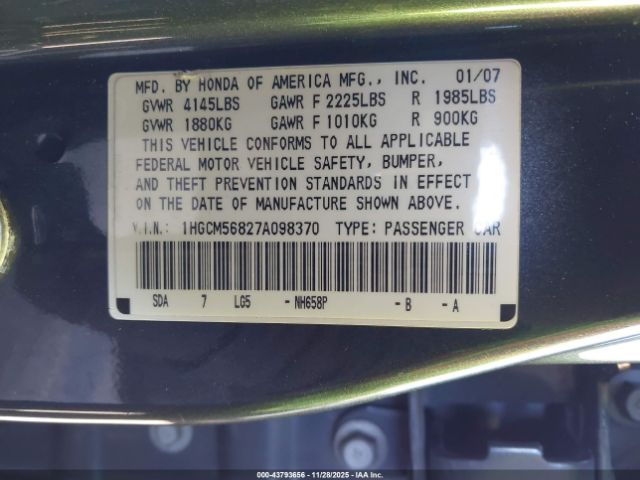 MFD. BY HONDA OF AMERICA MFG., INC. 01/07
GVWR 4145LBS GAWR F 2225LBS R 1985LBS
GVWR 1880KG GAWR F 1010KG R 900KG
THIS VEHICLE CONFORMS TO ALL APPLICABLE
FEDERAL MOTOR VEHICLE SAFETY, BUMPER,
AND THEFT PREVENTION STANDARDS IN EFFECT
ON THE DATE OF MANUFACTURE SHOWN ABOVE.
V.I.N.: 1HGCM56827A098370 TYPE: PASSENGER CAR
SDA 7 LG5 -NH658P -B -A
000-43793656 | 11/28/2025 | IAA Inc.